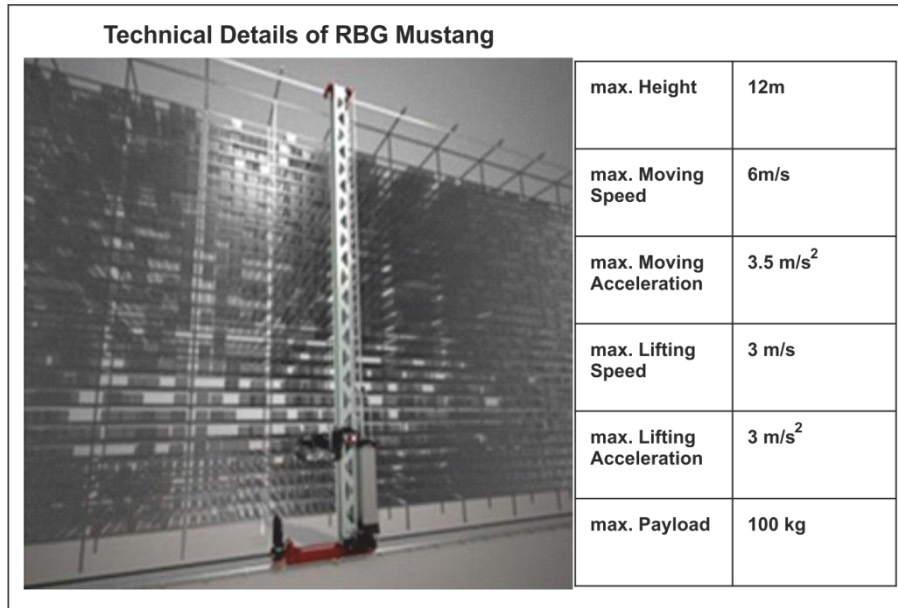 Technical Details of RBG Mustang
max. Height
12m
max. Moving
Speed
6m/s
max. Moving
Acceleration
3.5 m/s²
max. Lifting
Speed
3 m/s
max. Lifting
Acceleration
3 m/s²
max. Payload
100 kg